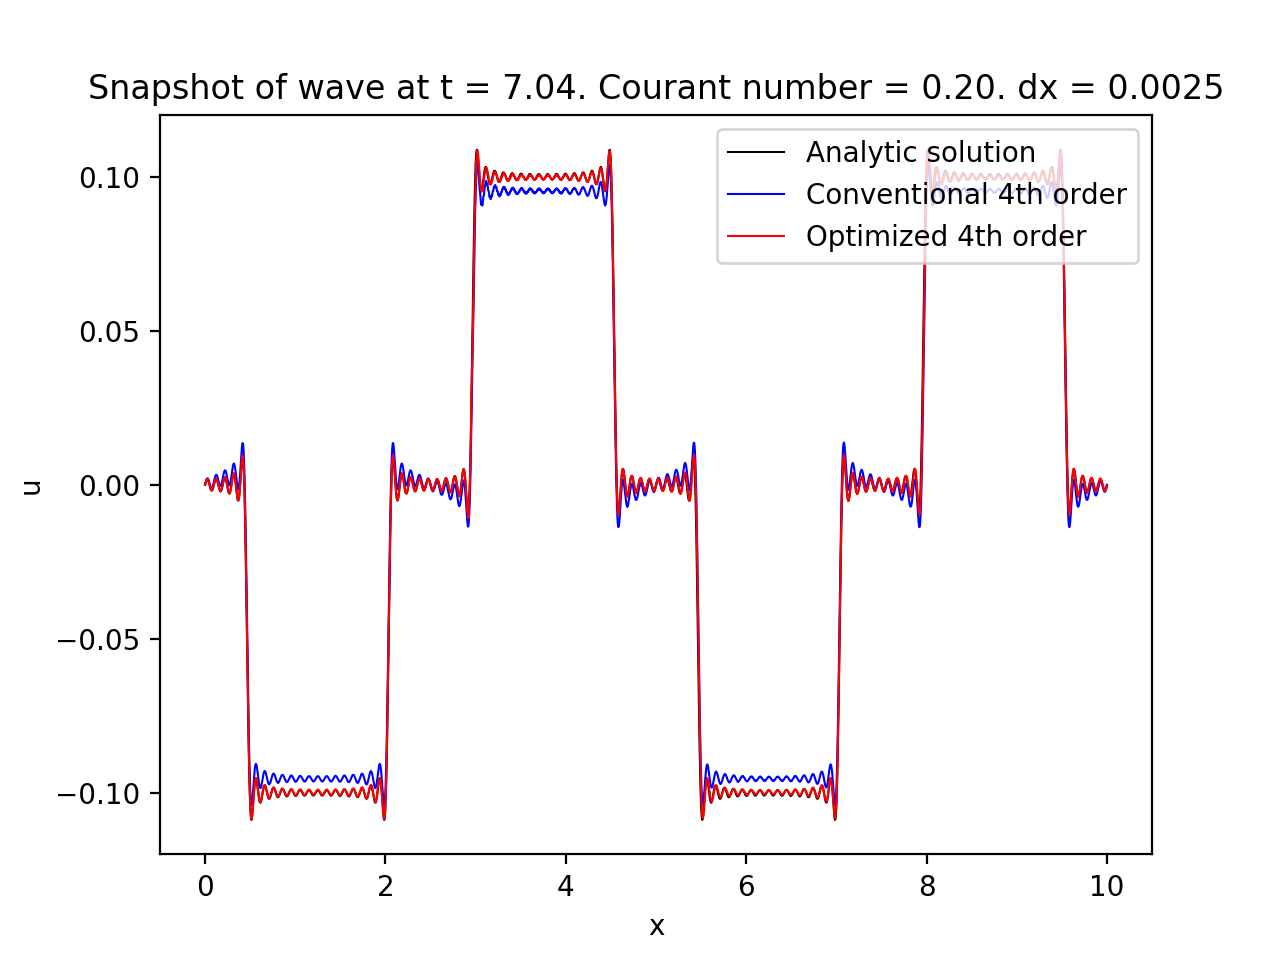 Snapshot of wave at t = 7.04. Courant number = 0.20. dx = 0.0025
Analytic solution
Conventional 4th order
Optimized 4th order
0.10
0.05
0.00
−0.05
−0.10
u
0 2 4 6 8 10
x